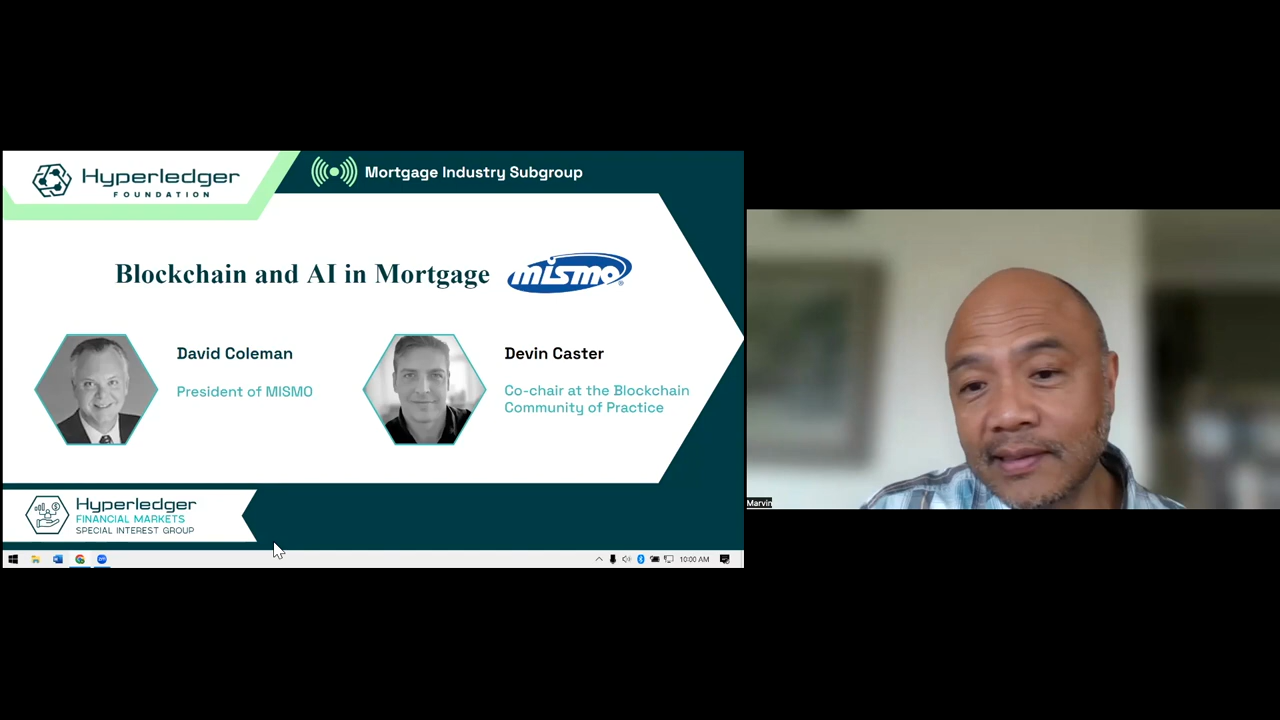 Hyperledger
FOUNDATION
Mortgage Industry Subgroup
Blockchain and AI in Mortgage
mismo
®
David Coleman
President of MISMO
Devin Caster
Co-chair at the Blockchain
Community of Practice
Hyperledger
FINANCIAL MARKETS
SPECIAL INTEREST GROUP
10:00 AM
Marvin